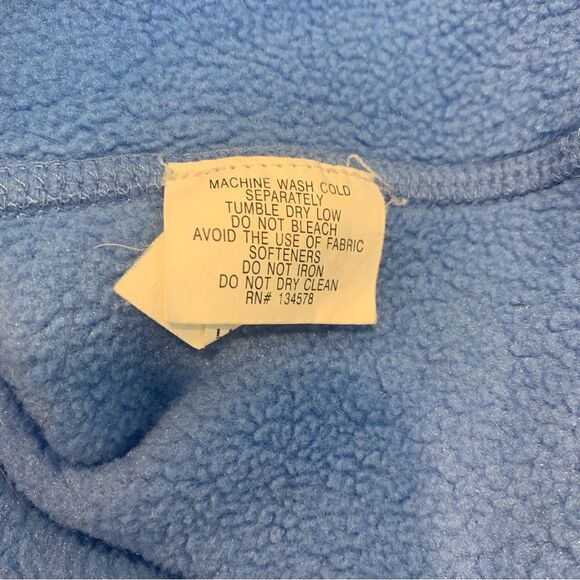 MACHINE WASH COLD
SEPARATELY
TUMBLE DRY LOW
DO NOT BLEACH
AVOID THE USE OF FABRIC
SOFTENERS
DO NOT IRON
DO NOT DRY CLEAN
RN# 134578